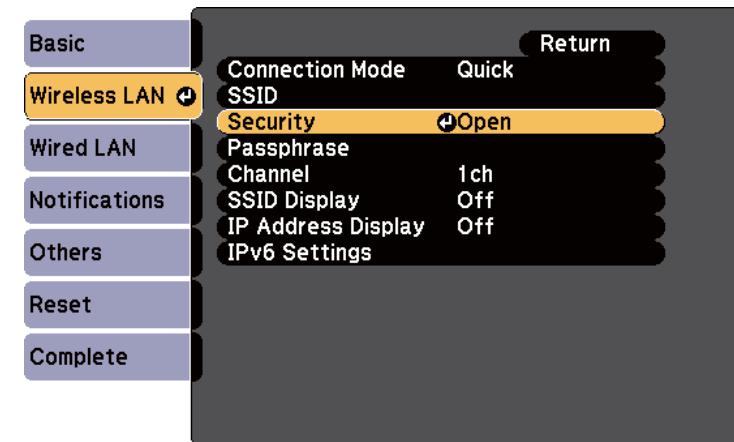 Basic
Wireless LAN
Wired LAN
Notifications
Others
Reset
Complete
Return
Connection Mode Quick
SSID
Security Open
Passphrase
Channel 1ch
SSID Display Off
IP Address Display Off
IPv6 Settings